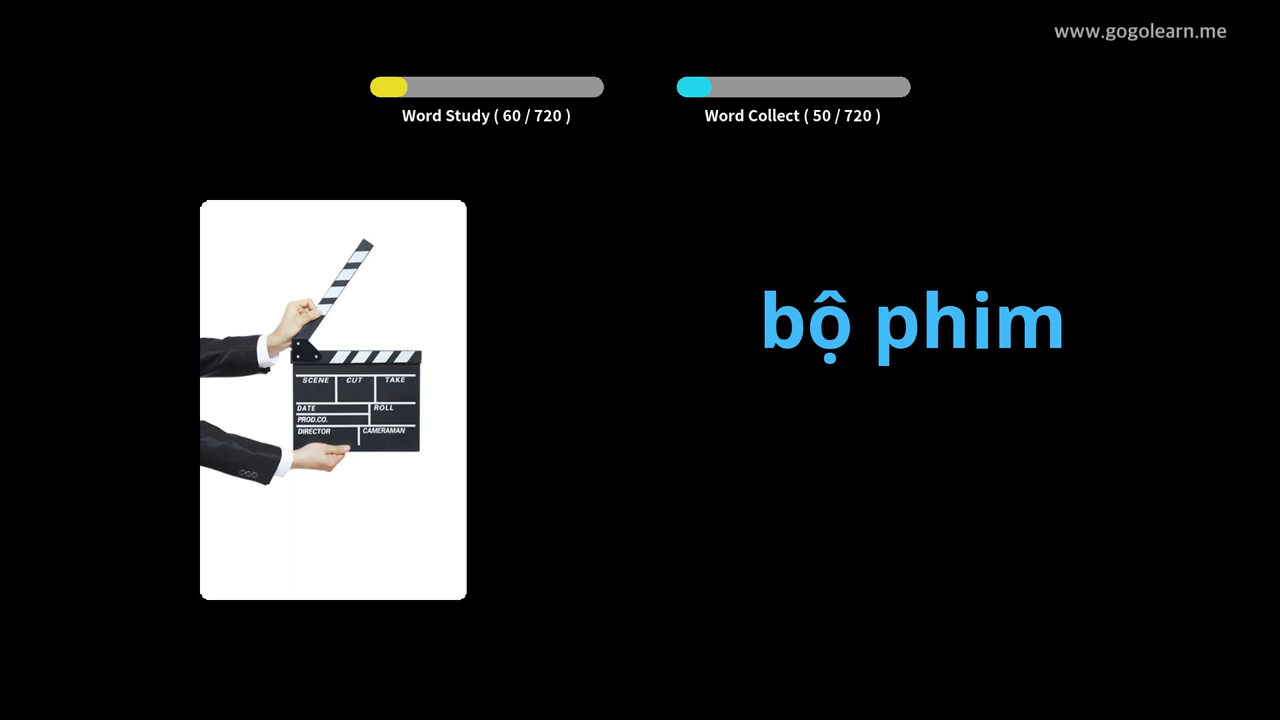 www.gogolearn.me
Word Study ( 60 / 720 )
Word Collect ( 50 / 720 )
SCENE CUT TAKE
DATE ROLL
PROD.CO.
DIRECTOR CAMERAMAN
bộ phim